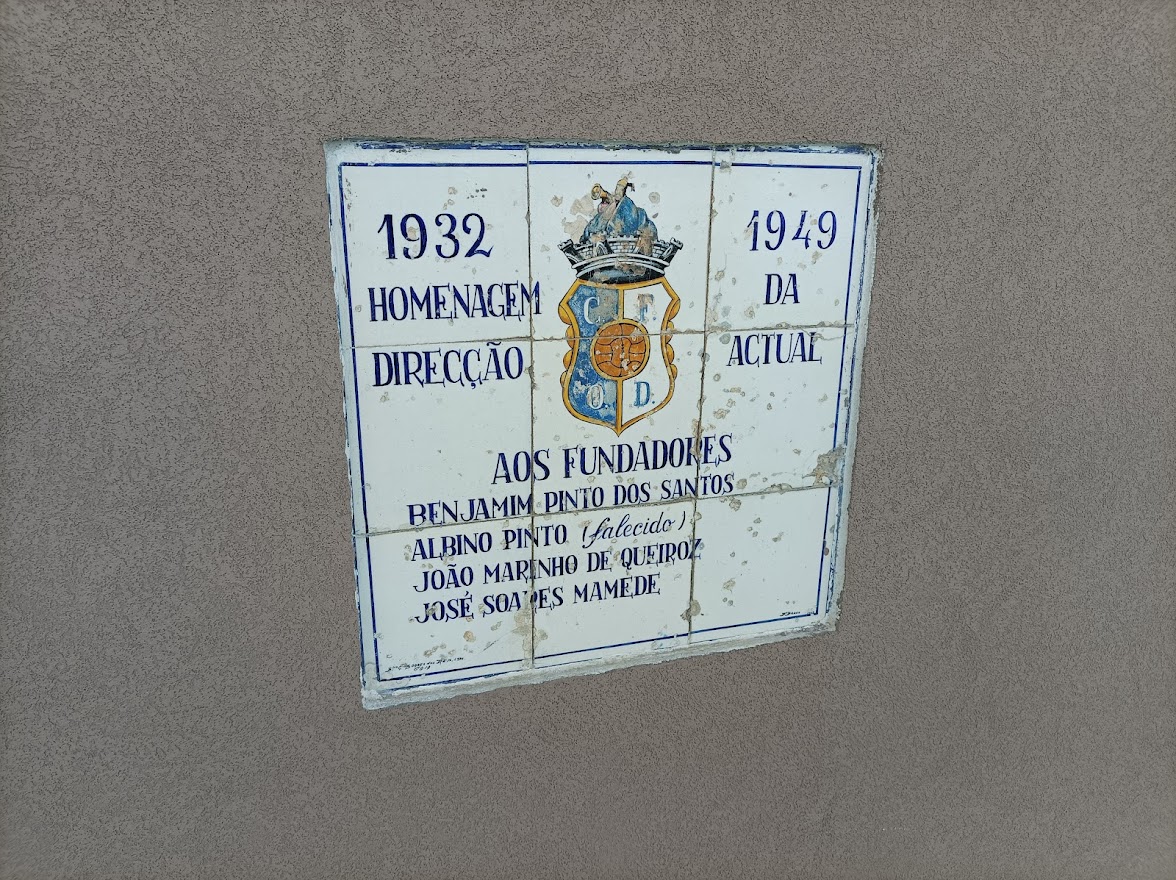 1932 1949
HOMENAGEM DA
DIRECÇÃO ACTUAL
C. F.
O. D.
AOS FUNDADORES
BENJAMIM PINTO DOS SANTOS
ALBINO PINTO (falecido)
JOÃO MARINHO DE QUEIROZ
JOSÉ SOARES MAMEDE